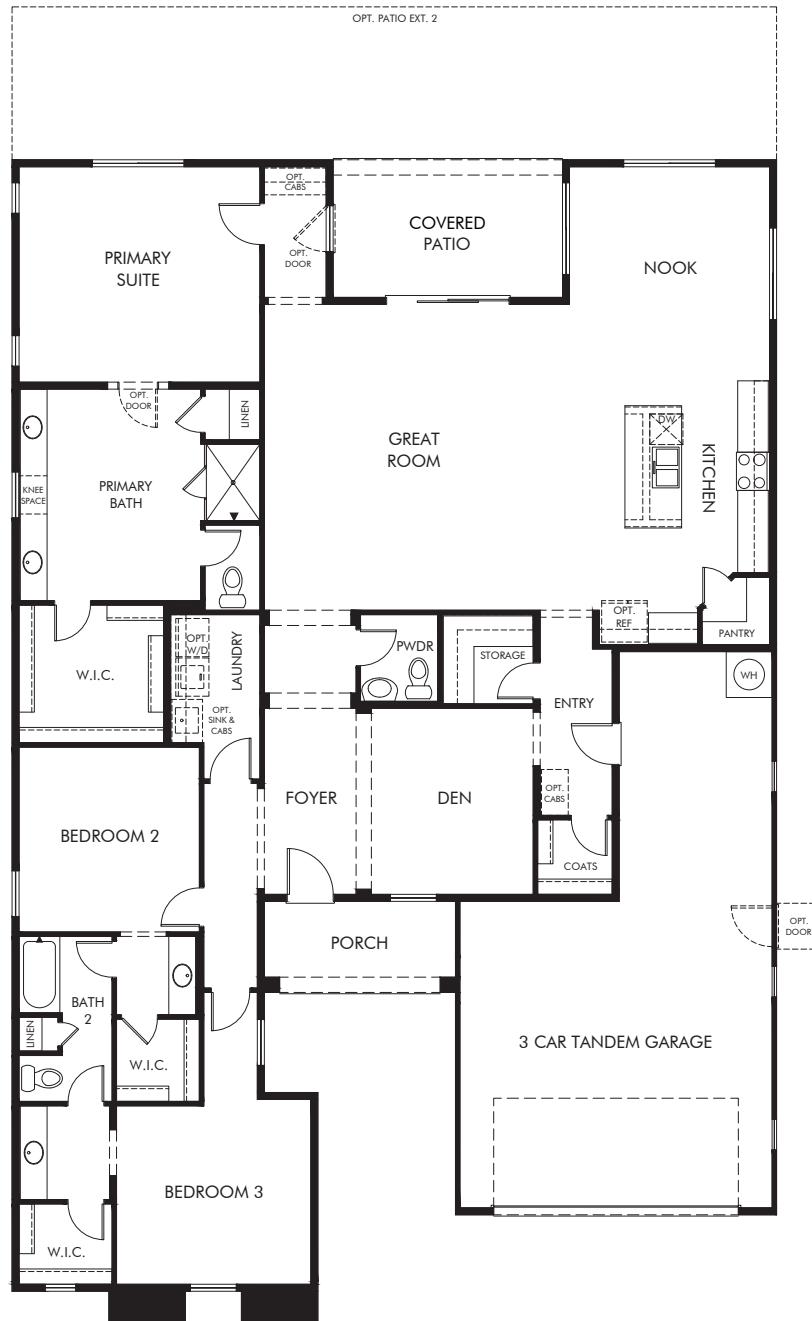 OPT. PATIO EXT. 2
OPT.
CABS
COVERED
PATIO
PRIMARY
SUITE
OPT.
DOOR
NOOK
OPT.
DOOR
LINEN
DW
GREAT
ROOM
KITCHEN
KNEE
SPACE
PRIMARY
BATH
OPT.
REF
PANTRY
OPT.
W/D
LAUNDRY
PWDR
STORAGE
W.I.C.
WH
ENTRY
OPT.
SINK &
CABS
FOYER
DEN
OPT.
CABS
BEDROOM 2
COATS
OPT.
DOOR
PORCH
BATH
2
LINEN
W.I.C.
3 CAR TANDEM GARAGE
BEDROOM 3
W.I.C.